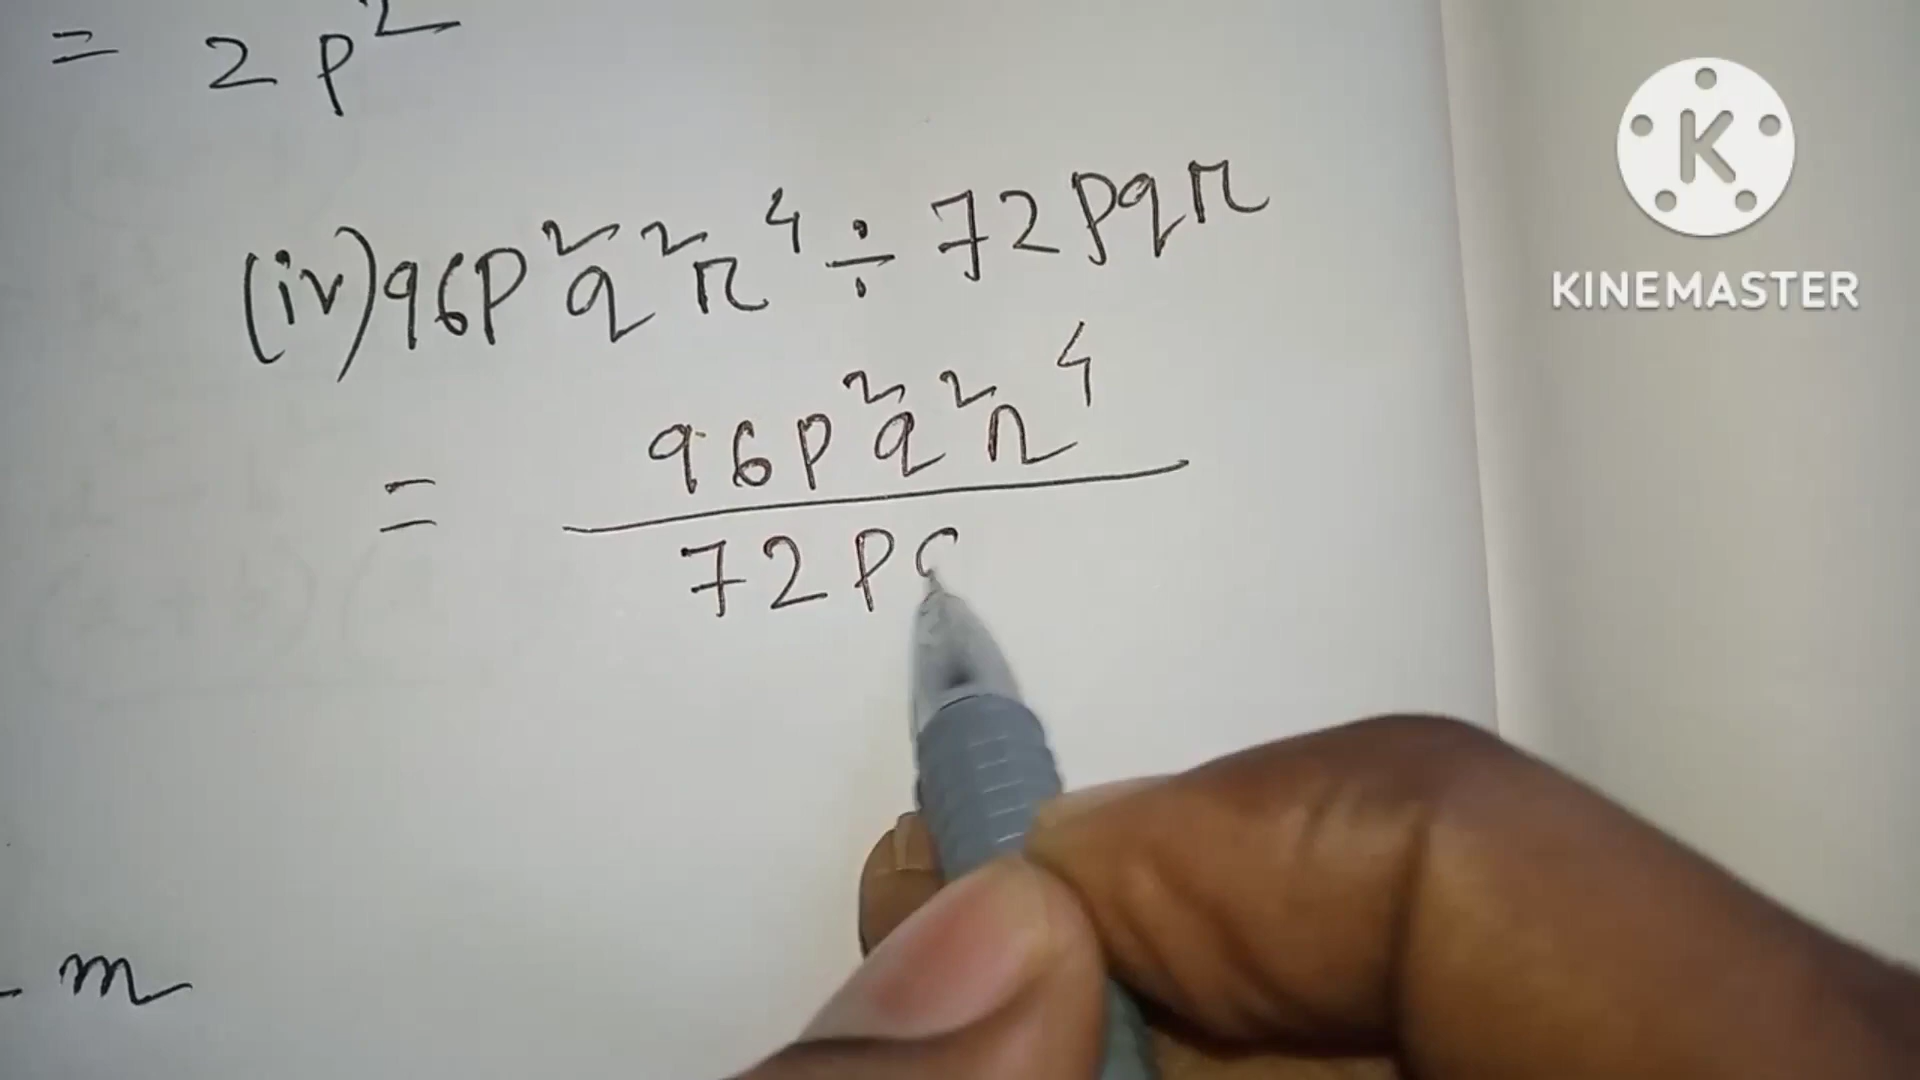 = 2p²
(iv) 96p²q²r⁴ ÷ 72pqr
= 96p²q²r⁴
72pq
- m
K
KINEMASTER